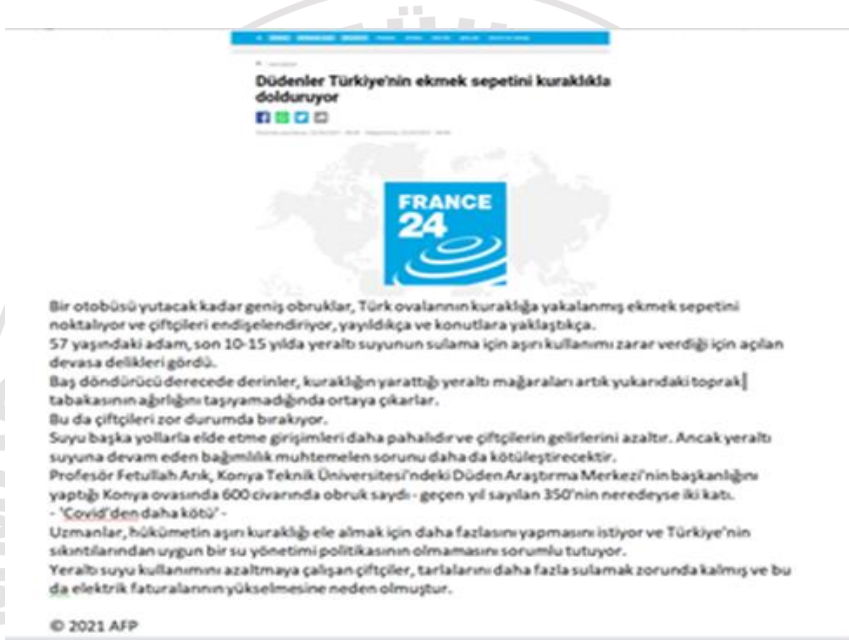 Düdenler Türkiye'nin ekmek sepetini kuraklıkla
dolduruyor
FRANCE
24
Bir otobüsü yutacak kadar geniş obruklar, Türk ovalarının kuraklığa yakalanmış ekmek sepetini
noktalıyor ve çiftçileri endişelendiriyor, yayıldıkça ve konutlara yaklaştıkça.
57 yaşındaki adam, son 10-15 yılda yeraltı suyunun sulama için aşırı kullanımı zarar verdiği için açılan
devasa delikleri gördü.
Baş döndürücü derecede derinler, kuraklığın yarattığı yeraltı mağaraları artık yukarıdaki toprak
tabakasının ağırlığını taşıyamadığında ortaya çıkarlar.
Bu da çiftçileri zor durumda bırakıyor.
Suyu başka yollarla elde etme girişimleri daha pahalıdır ve çiftçilerin gelirlerini azaltır. Ancak yeraltı
suyuna devam eden bağımlılık muhtemelen sorunu daha da kötüleştirecektir.
Profesör Fetullah Arık, Konya Teknik Üniversitesi'ndeki Düden Araştırma Merkezi'nin başkanlığını
yaptığı Konya ovasında 600 civarında obruk saydı - geçen yıl sayılan 350'nin neredeyse iki katı.
- 'Covid'den daha kötü' -
Uzmanlar, hükümetin aşırı kuraklığı ele almak için daha fazlasını yapmasını istiyor ve Türkiye'nin
sıkıntılarından uygun bir su yönetimi politikasının olmamasını sorumlu tutuyor.
Yeraltı suyu kullanımını azaltmaya çalışan çiftçiler, tarlalarını daha fazla sulamak zorunda kalmış ve bu
da elektrik faturalarının yükselmesine neden olmuştur.
© 2021 AFP